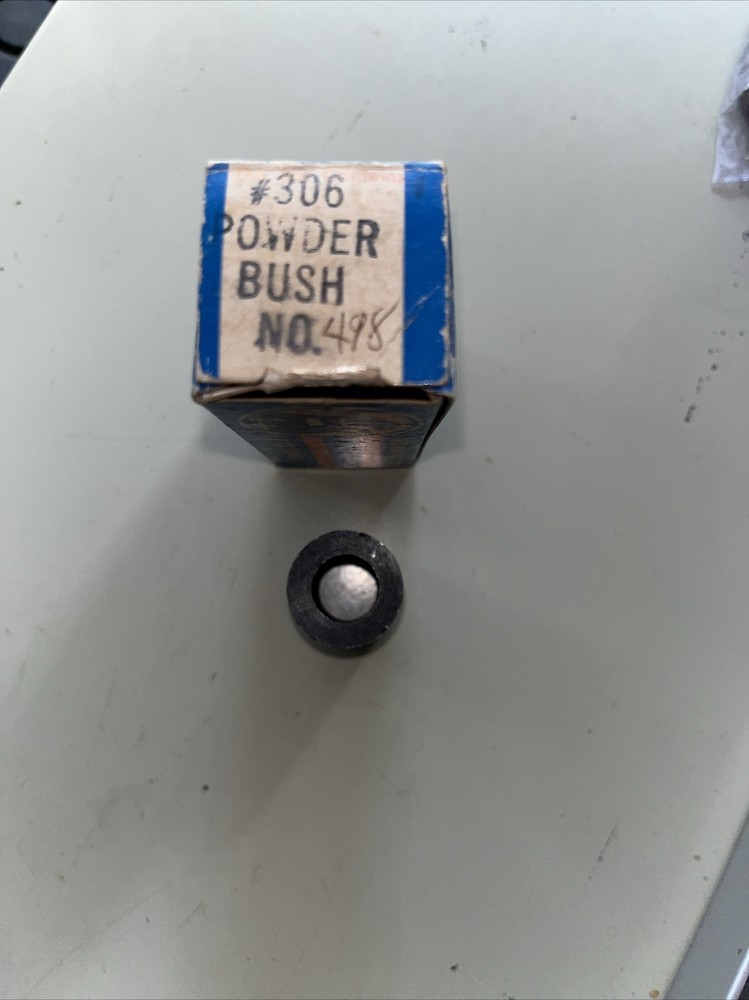 #306
POWDER
BUSH
NO. 498